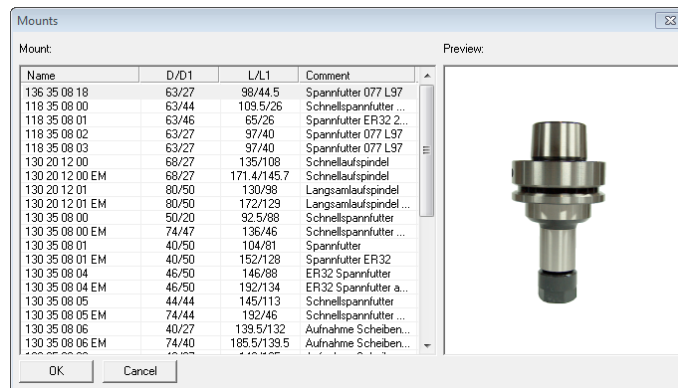 Mounts
Mount:
Preview:
Name D/D1 L/L1 Comment
136 35 08 18 63/27 98/44.5 Spannfutter 077 L97
118 35 08 00 63/44 109.5/26 Schnellspannfutter ...
118 35 08 01 63/46 65/26 Spannfutter ER32 2...
118 35 08 02 63/27 97/40 Spannfutter 077 L97
118 35 08 03 63/27 97/40 Spannfutter 077 L97
130 20 12 00 68/27 135/108 Schnellaufspindel
130 20 12 00 EM 68/27 171.4/145.7 Schnellaufspindel
130 20 12 01 80/50 130/98 Langsamlaufspindel
130 20 12 01 EM 80/50 172/129 Langsamlaufspindel ...
130 35 08 00 50/20 92.5/88 Schnellspannfutter
130 35 08 00 EM 74/47 136/46 Schnellspannfutter ...
130 35 08 01 40/50 104/81 Spannfutter
130 35 08 01 EM 40/50 152/128 Spannfutter ER32
130 35 08 04 46/50 146/88 ER32 Spannfutter
130 35 08 04 EM 46/50 192/134 ER32 Spannfutter a...
130 35 08 05 44/44 145/113 Schnellspannfutter
130 35 08 05 EM 74/44 192/46 Schnellspannfutter ...
130 35 08 06 40/27 139.5/132 Aufnahme Scheiben...
130 35 08 06 EM 74/40 185.5/139.5 Aufnahme Scheiben...
OK Cancel